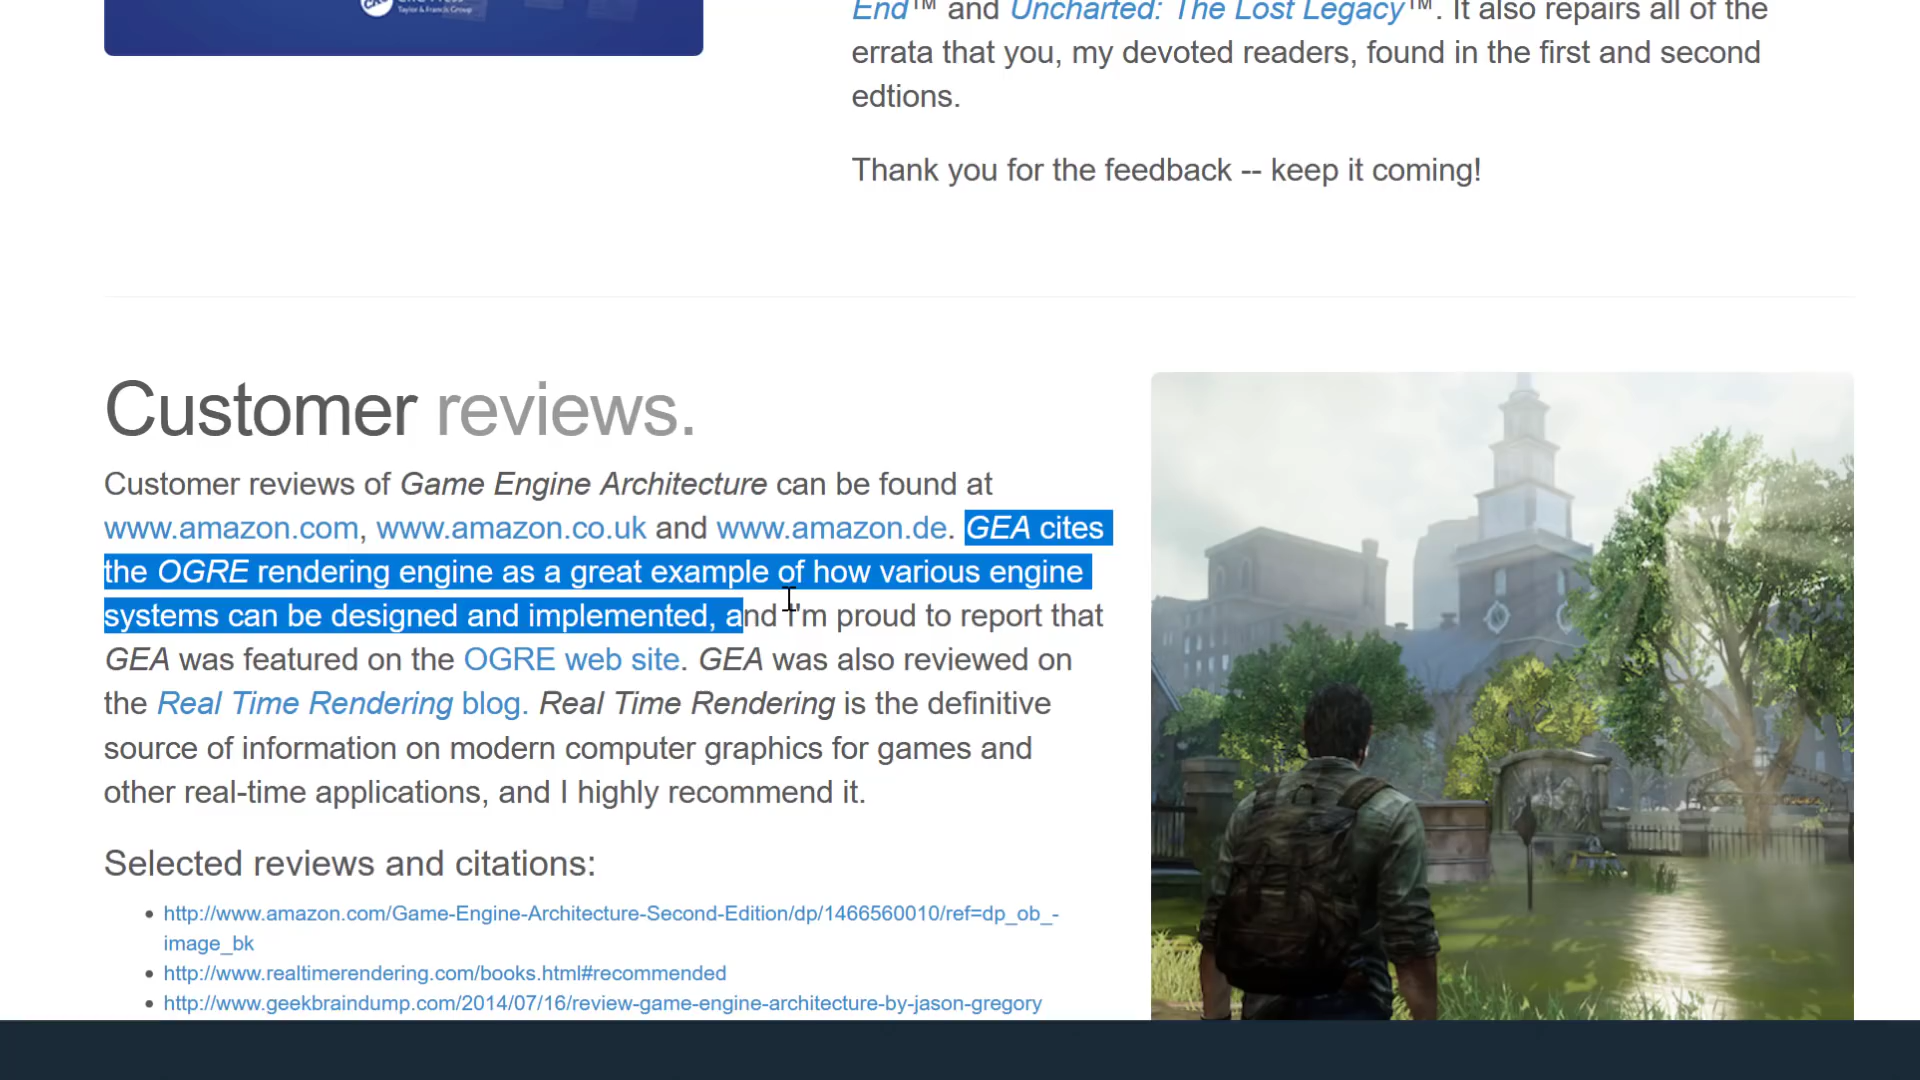 Taylor & Francis Group
End™ and Uncharted: The Lost Legacy™. It also repairs all of the
errata that you, my devoted readers, found in the first and second
edtions.
Thank you for the feedback -- keep it coming!
Customer reviews.
Customer reviews of Game Engine Architecture can be found at
www.amazon.com, www.amazon.co.uk and www.amazon.de. GEA cites
the OGRE rendering engine as a great example of how various engine
systems can be designed and implemented, and I'm proud to report that
GEA was featured on the OGRE web site. GEA was also reviewed on
the Real Time Rendering blog. Real Time Rendering is the definitive
source of information on modern computer graphics for games and
other real-time applications, and I highly recommend it.
Selected reviews and citations:
http://www.amazon.com/Game-Engine-Architecture-Second-Edition/dp/1466560010/ref=dp_ob_-
image_bk
http://www.realtimerendering.com/books.html#recommended
http://www.geekbraindump.com/2014/07/16/review-game-engine-architecture-by-jason-gregory